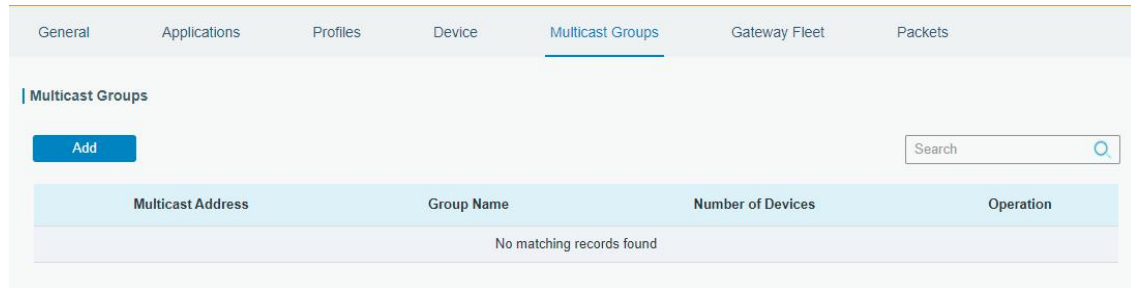 General Applications Profiles Device Multicast Groups Gateway Fleet Packets
Multicast Groups
Add Search
Multicast Address Group Name Number of Devices Operation
No matching records found